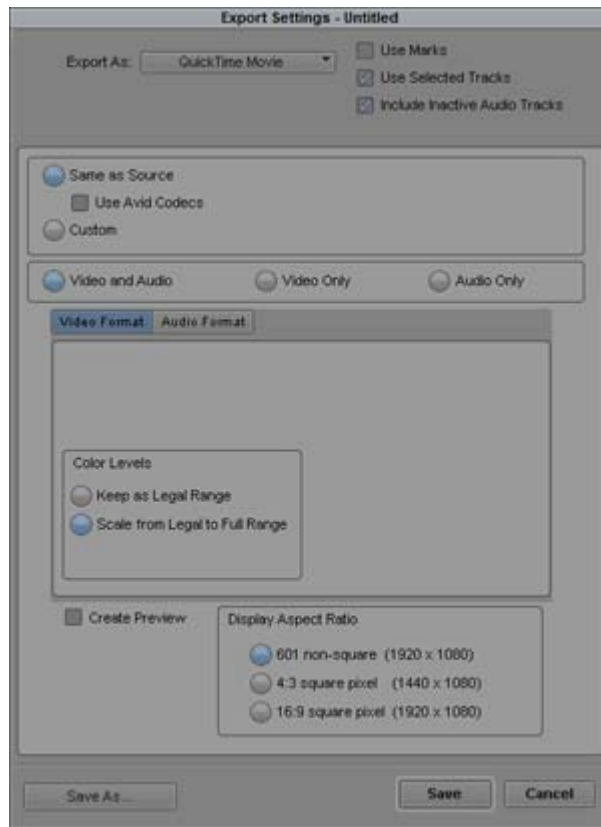 Export Settings - Untitled
Export As: QuickTime Movie
Use Marks
Use Selected Tracks
Include Inactive Audio Tracks
Same as Source
Use Avid Codecs
Custom
Video and Audio Video Only Audio Only
Video Format Audio Format
Color Levels
Keep as Legal Range
Scale from Legal to Full Range
Create Preview
Display Aspect Ratio
601 non-square (1920 x 1080)
4:3 square pixel (1440 x 1080)
16:9 square pixel (1920 x 1080)
Save As... Save Cancel